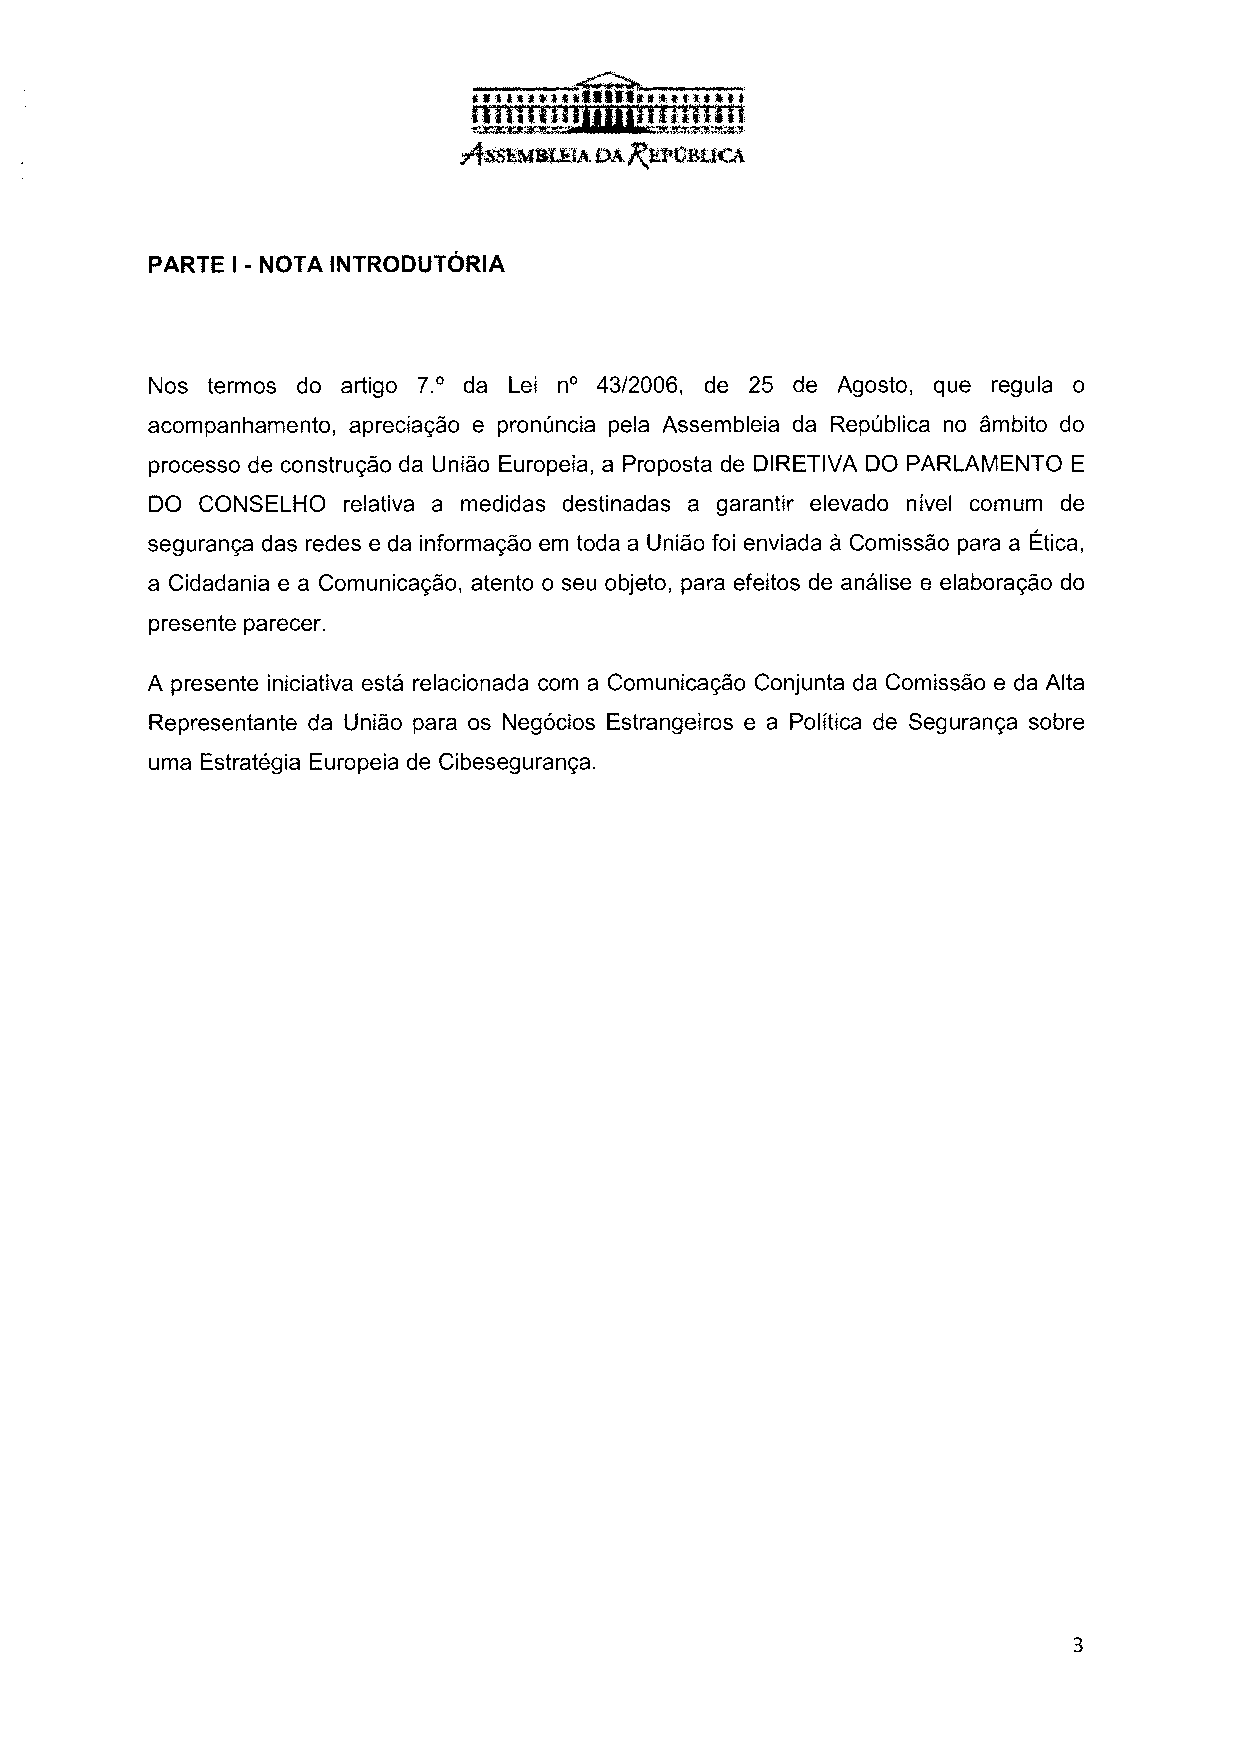 ASSEMBLEIA DA REPÚBLICA
PARTE I - NOTA INTRODUTÓRIA
Nos termos do artigo 7.º da Lei nº 43/2006, de 25 de Agosto, que regula o
acompanhamento, apreciação e pronúncia pela Assembleia da República no âmbito do
processo de construção da União Europeia, a Proposta de DIRETIVA DO PARLAMENTO E
DO CONSELHO relativa a medidas destinadas a garantir elevado nível comum de
segurança das redes e da informação em toda a União foi enviada à Comissão para a Ética,
a Cidadania e a Comunicação, atento o seu objeto, para efeitos de análise e elaboração do
presente parecer.
A presente iniciativa está relacionada com a Comunicação Conjunta da Comissão e da Alta
Representante da União para os Negócios Estrangeiros e a Política de Segurança sobre
uma Estratégia Europeia de Cibesegurança.
3